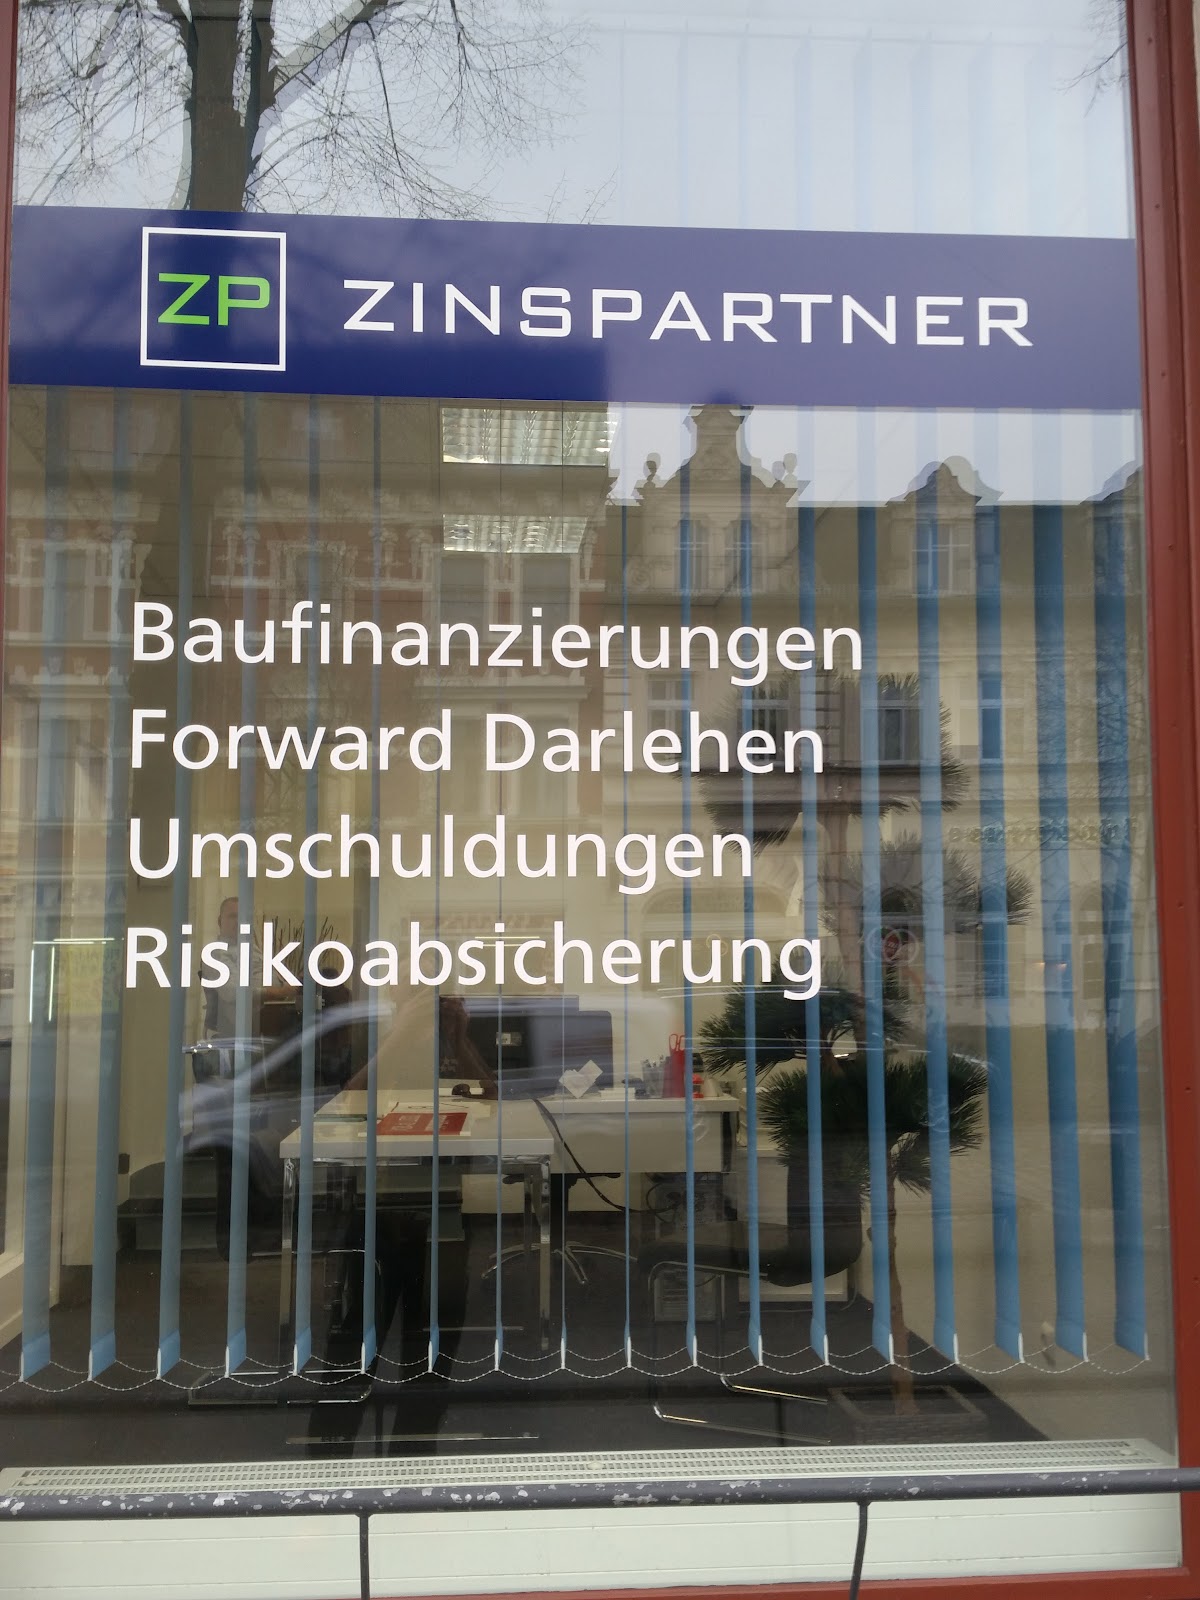 ZP ZINSPARTNER
Baufinanzierungen
Forward Darlehen
Umschuldungen
Risikoabsicherung